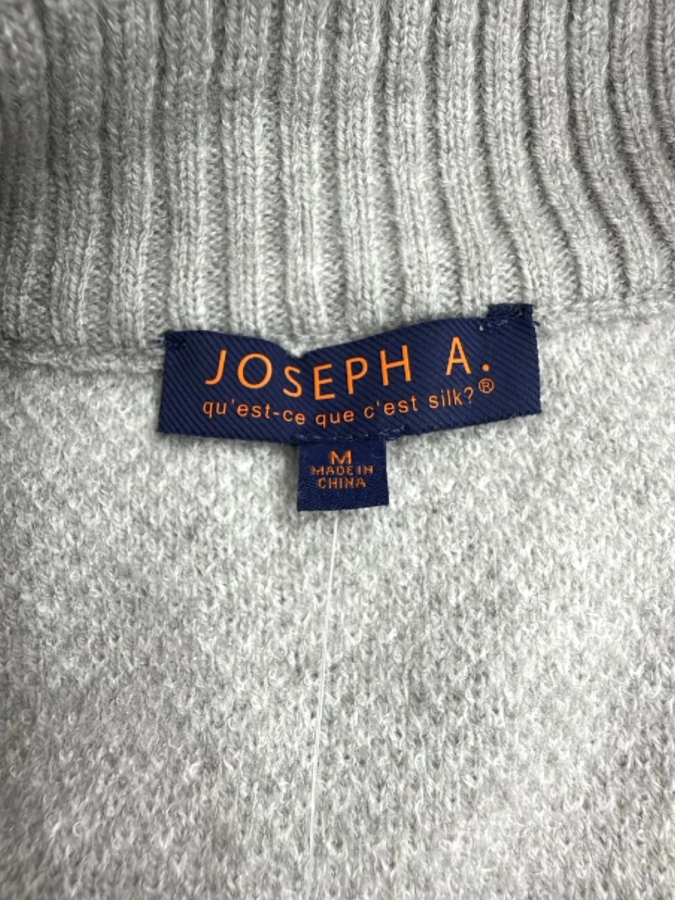 JOSEPH A.
qu'est-ce que c'est silk?®
M
MADE IN
CHINA